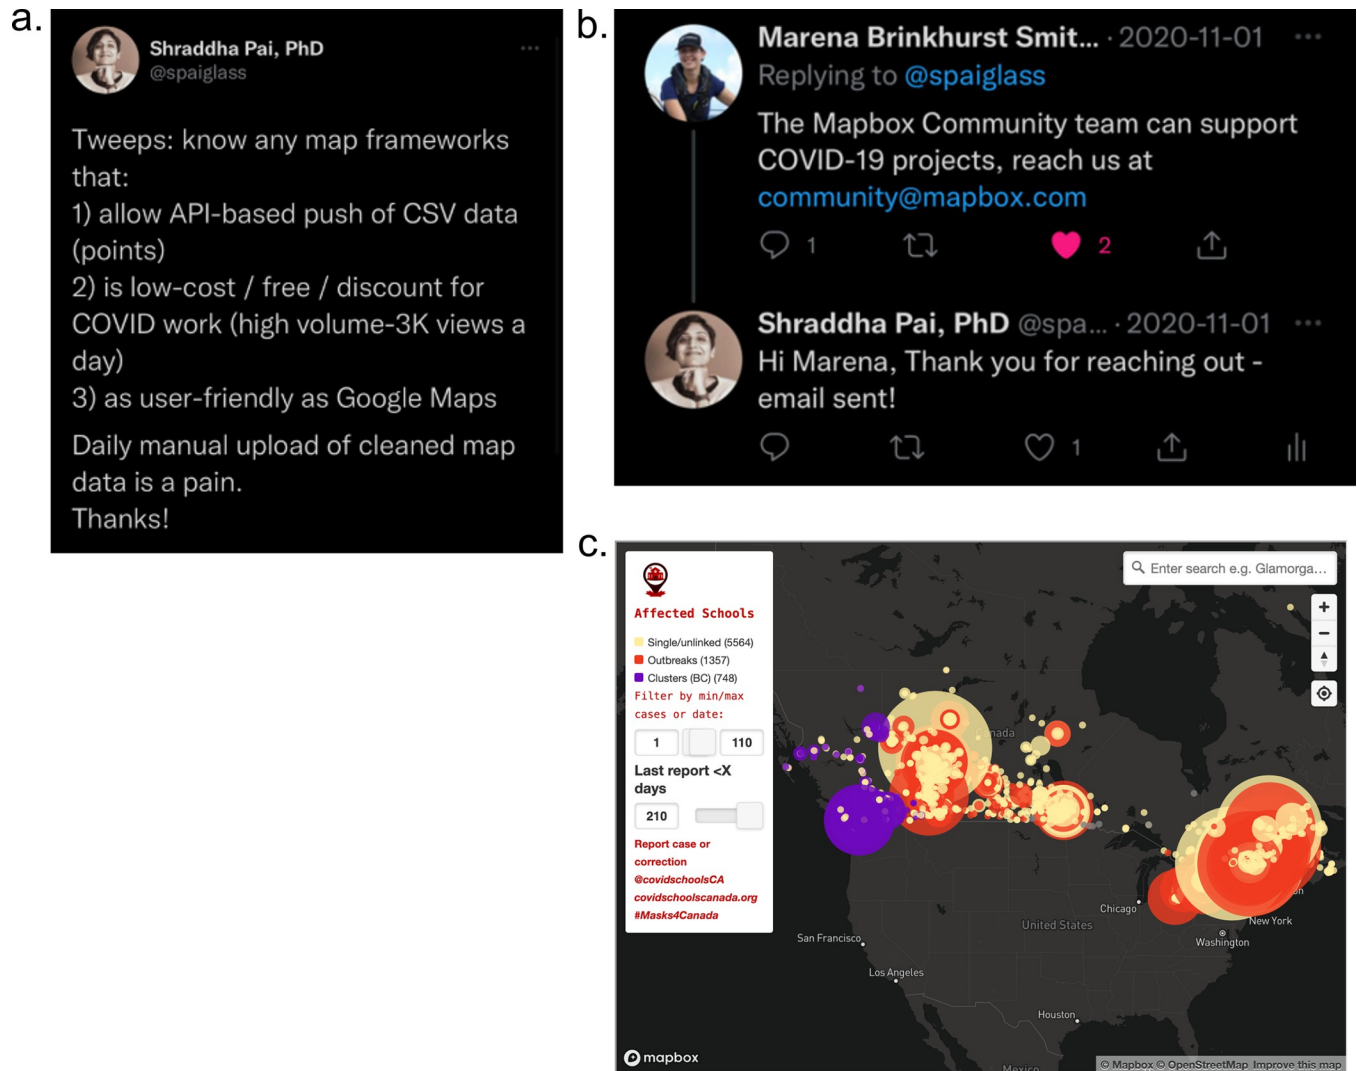 a.
Shraddha Pai, PhD
@spaiglass
Tweeps: know any map frameworks
that:
1) allow API-based push of CSV data
(points)
2) is low-cost / free / discount for
COVID work (high volume-3K views a
day)
3) as user-friendly as Google Maps
Daily manual upload of cleaned map
data is a pain.
Thanks!
b.
Marena Brinkhurst Smit... · 2020-11-01
Replying to @spaiglass
The Mapbox Community team can support
COVID-19 projects, reach us at
community@mapbox.com
1
2
Shraddha Pai, PhD @spa... · 2020-11-01
Hi Marena, Thank you for reaching out -
email sent!
1
c.
Affected Schools
Single/unlinked (5564)
Outbreaks (1357)
Clusters (BC) (748)
Filter by min/max
cases or date:
1 110
Last report <X
days
210
Report case or
correction
@covidschoolsCA
covidschoolscanada.org
#Masks4Canada
Enter search e.g. Glamorga...
Chicago
United States
New York
Washington
San Francisco
Los Angeles
Houston
Mexico
mapbox
© Mapbox © OpenStreetMap Improve this map